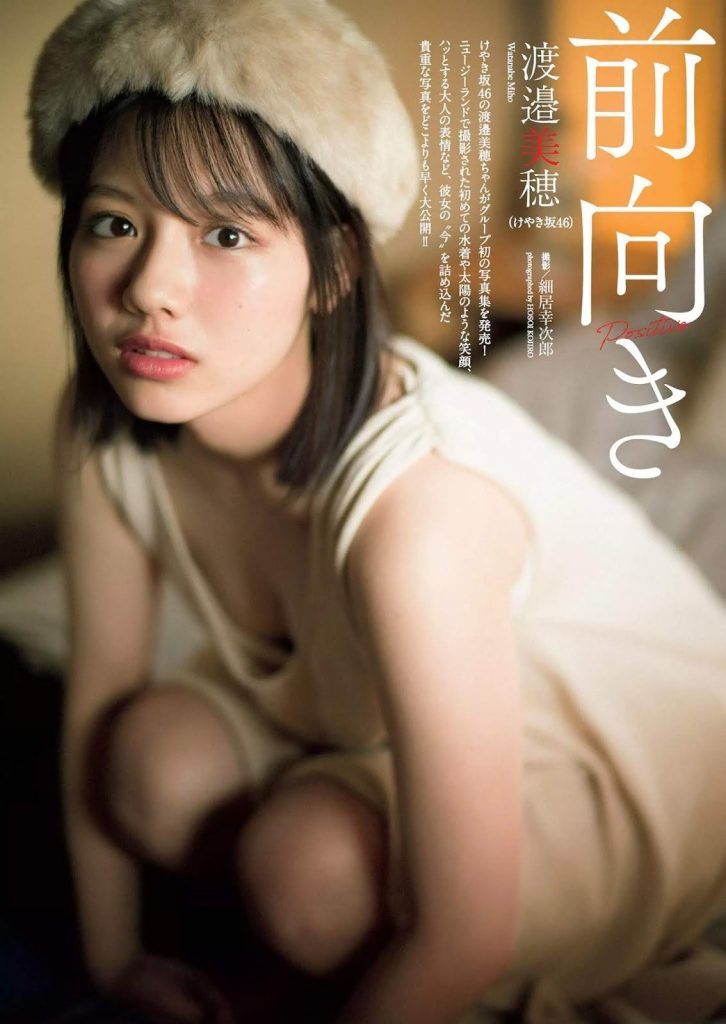 前向き
Positive
渡邉美穂
Watanabe Miho
(けやき坂46)
撮影／細居幸次郎
photographed by HOSOI KOJIRO
けやき坂46の渡邉美穂ちゃんがグループ初の写真集を発売！
ニュージーランドで撮影された初めての水着や太陽のような笑顔、
ハッとする大人の表情など、彼女の〝今〟を詰め込んだ
貴重な写真をどこよりも早く大公開!!